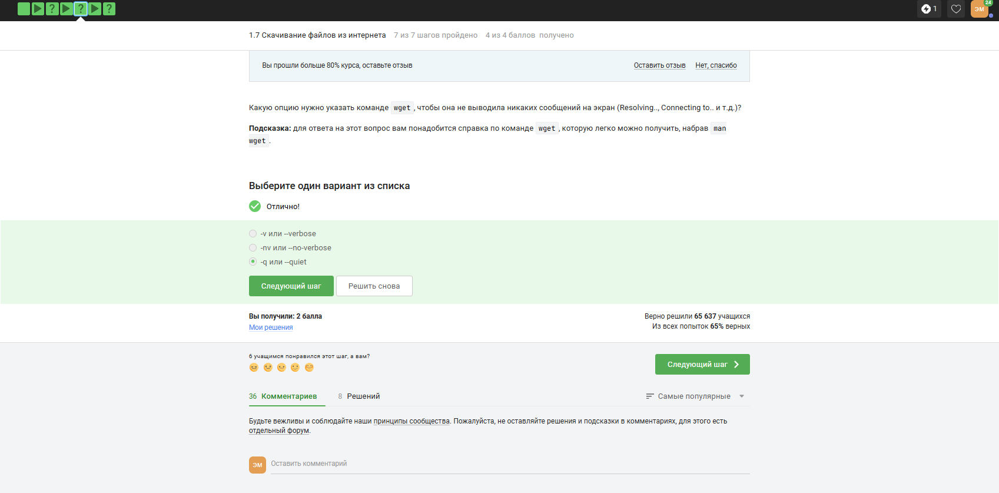 ? ? ?
1
ЭМ
24
1.7 Скачивание файлов из интернета 7 из 7 шагов пройдено 4 из 4 баллов получено
Вы прошли больше 80% курса, оставьте отзыв Оставить отзыв Нет, спасибо
Какую опцию нужно указать команде wget, чтобы она не выводила никаких сообщений на экран (Resolving.., Connecting to.. и т.д.)?
Подсказка: для ответа на этот вопрос вам понадобится справка по команде wget, которую легко можно получить, набрав man
wget.
Выберите один вариант из списка
Отлично!
-v или --verbose
-nv или --no-verbose
-q или --quiet
Следующий шаг Решить снова
Вы получили: 2 балла Верно решили 65 637 учащихся
Мои решения Из всех попыток 65% верных
6 учащимся понравился этот шаг, а вам?
Следующий шаг
36 Комментариев 8 Решений Самые популярные
Будьте вежливы и соблюдайте наши принципы сообщества. Пожалуйста, не оставляйте решения и подсказки в комментариях, для этого есть
отдельный форум.
ЭМ Оставить комментарий